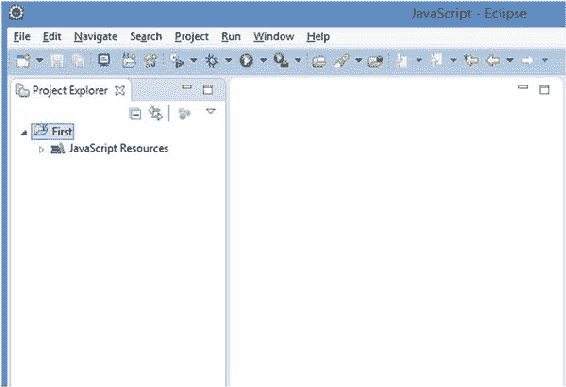 JavaScript - Eclipse
File Edit Navigate Search Project Run Window Help
Project Explorer
First
JavaScript Resources